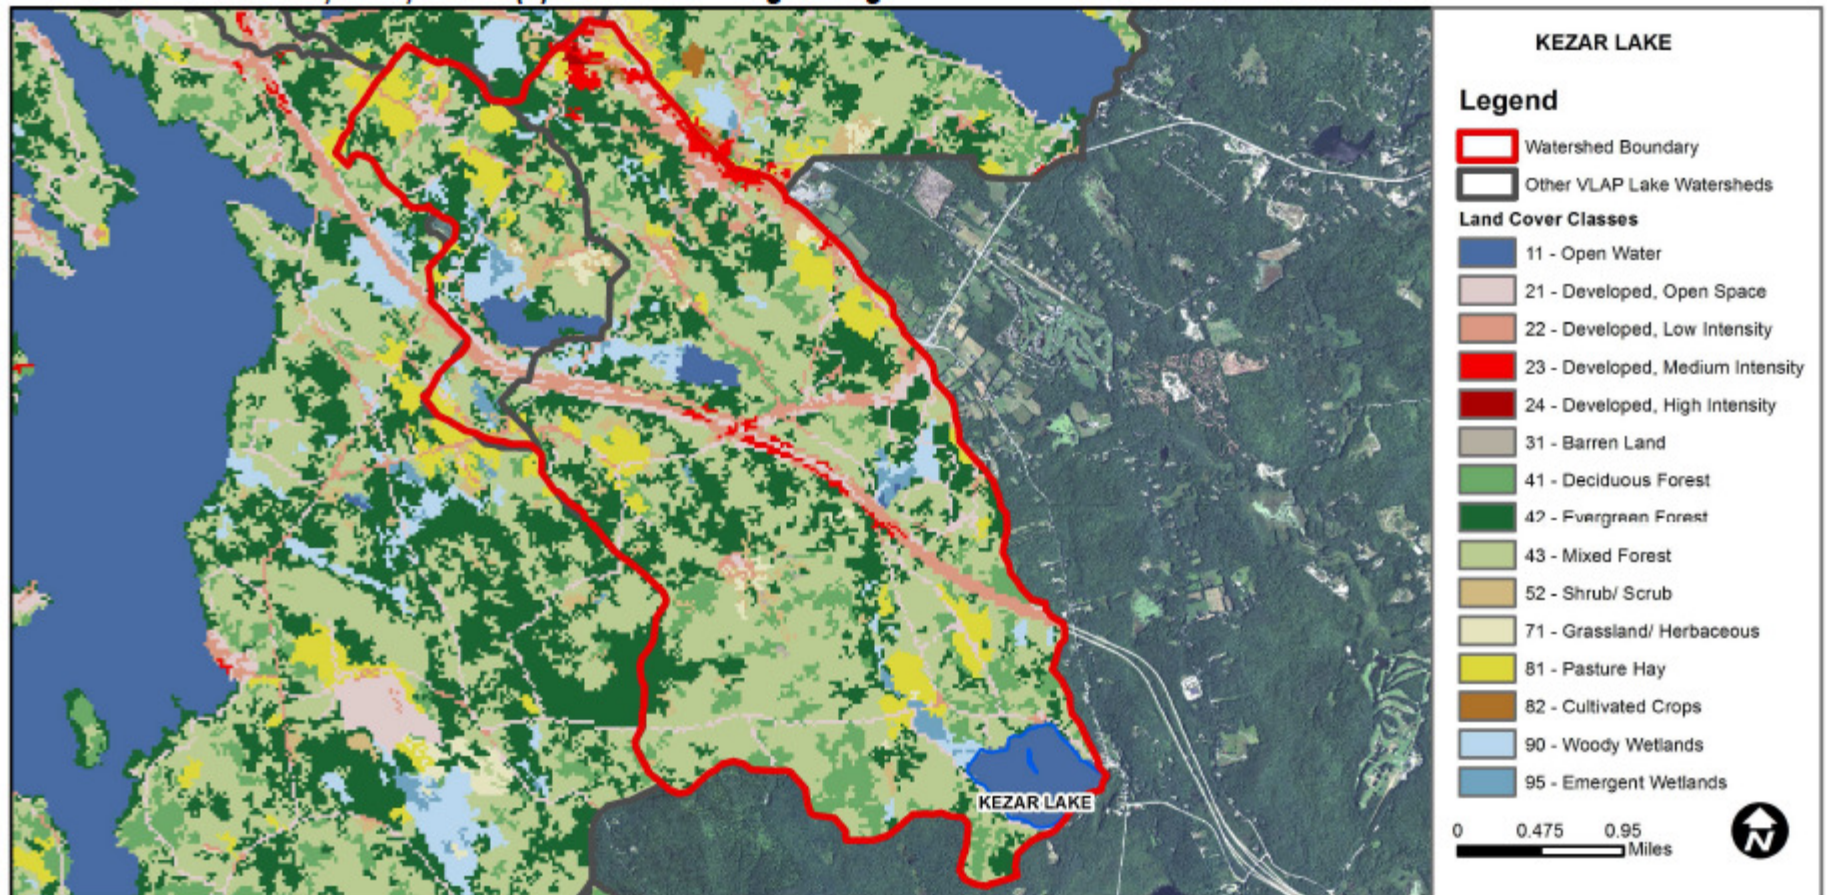 KEZAR LAKE
Legend
Watershed Boundary
Other VLAP Lake Watersheds
Land Cover Classes
11 - Open Water
21 - Developed, Open Space
22 - Developed, Low Intensity
23 - Developed, Medium Intensity
24 - Developed, High Intensity
31 - Barren Land
41 - Deciduous Forest
42 - Evergreen Forest
43 - Mixed Forest
52 - Shrub/ Scrub
71 - Grassland/ Herbaceous
81 - Pasture Hay
82 - Cultivated Crops
90 - Woody Wetlands
95 - Emergent Wetlands
0 0.475 0.95
Miles
N
KEZAR LAKE